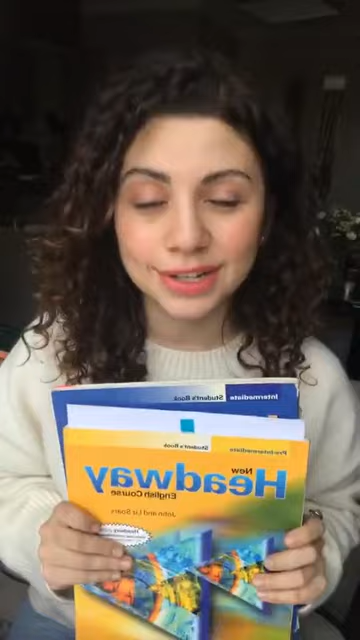 Intermediate
Student's Book
Student's Book
Pre-Intermediate
New
Headway
English Course
John and Liz Soars